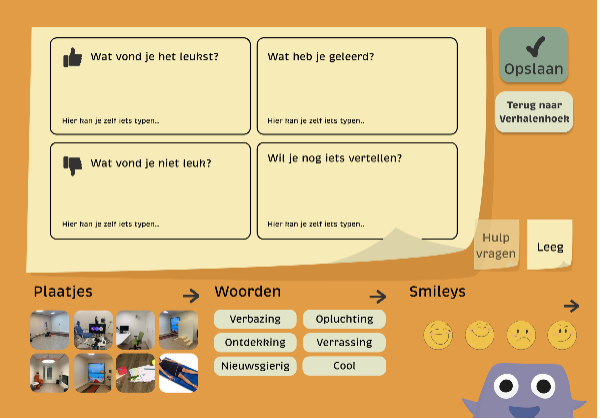 Wat vond je het leukst?
Hier kan je zelf iets typen..
Wat heb je geleerd?
Hier kan je zelf iets typen..
Wat vond je niet leuk?
Hier kan je zelf iets typen..
Wil je nog iets vertellen?
Hier kan je zelf iets typen..
Opslaan
Terug naar
Verhalenhoek
Hulp
vragen
Leeg
Plaatjes
Woorden
Smileys
Verbazing
Opluchting
Ontdekking
Verrassing
Nieuwsgierig
Cool